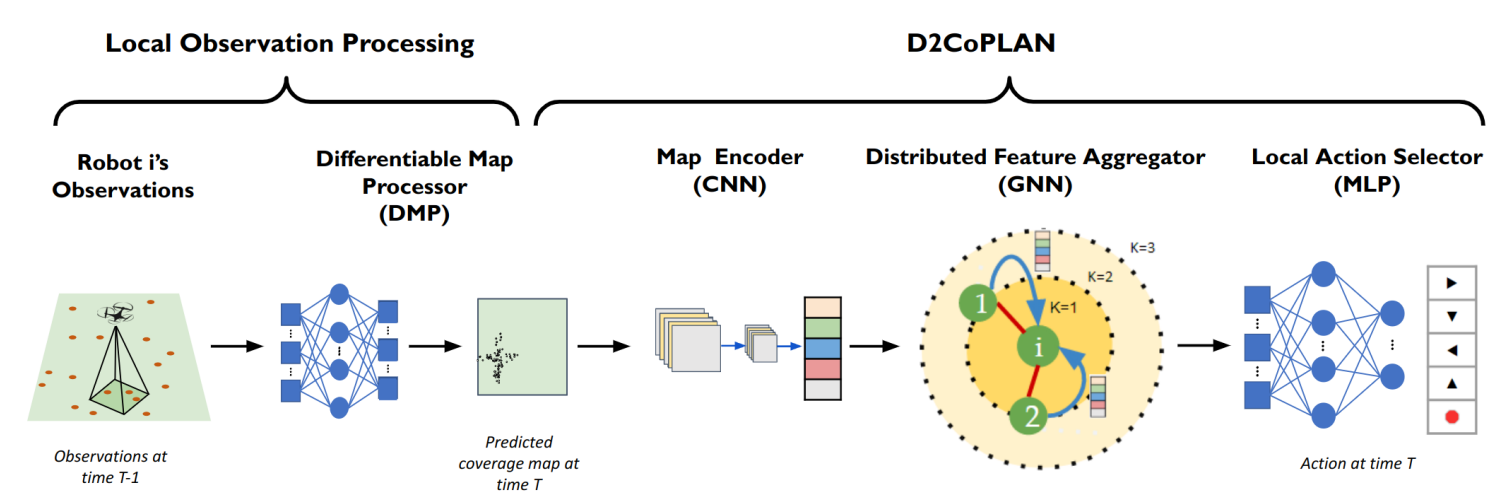 Local Observation Processing
D2CoPLAN
Robot i's
Observations
Differentiable Map
Processor
(DMP)
Map Encoder
(CNN)
Distributed Feature Aggregator
(GNN)
Local Action Selector
(MLP)
K=3
K=2
K=1
1
i
2
Observations at
time T-1
Predicted
coverage map at
time T
Action at time T